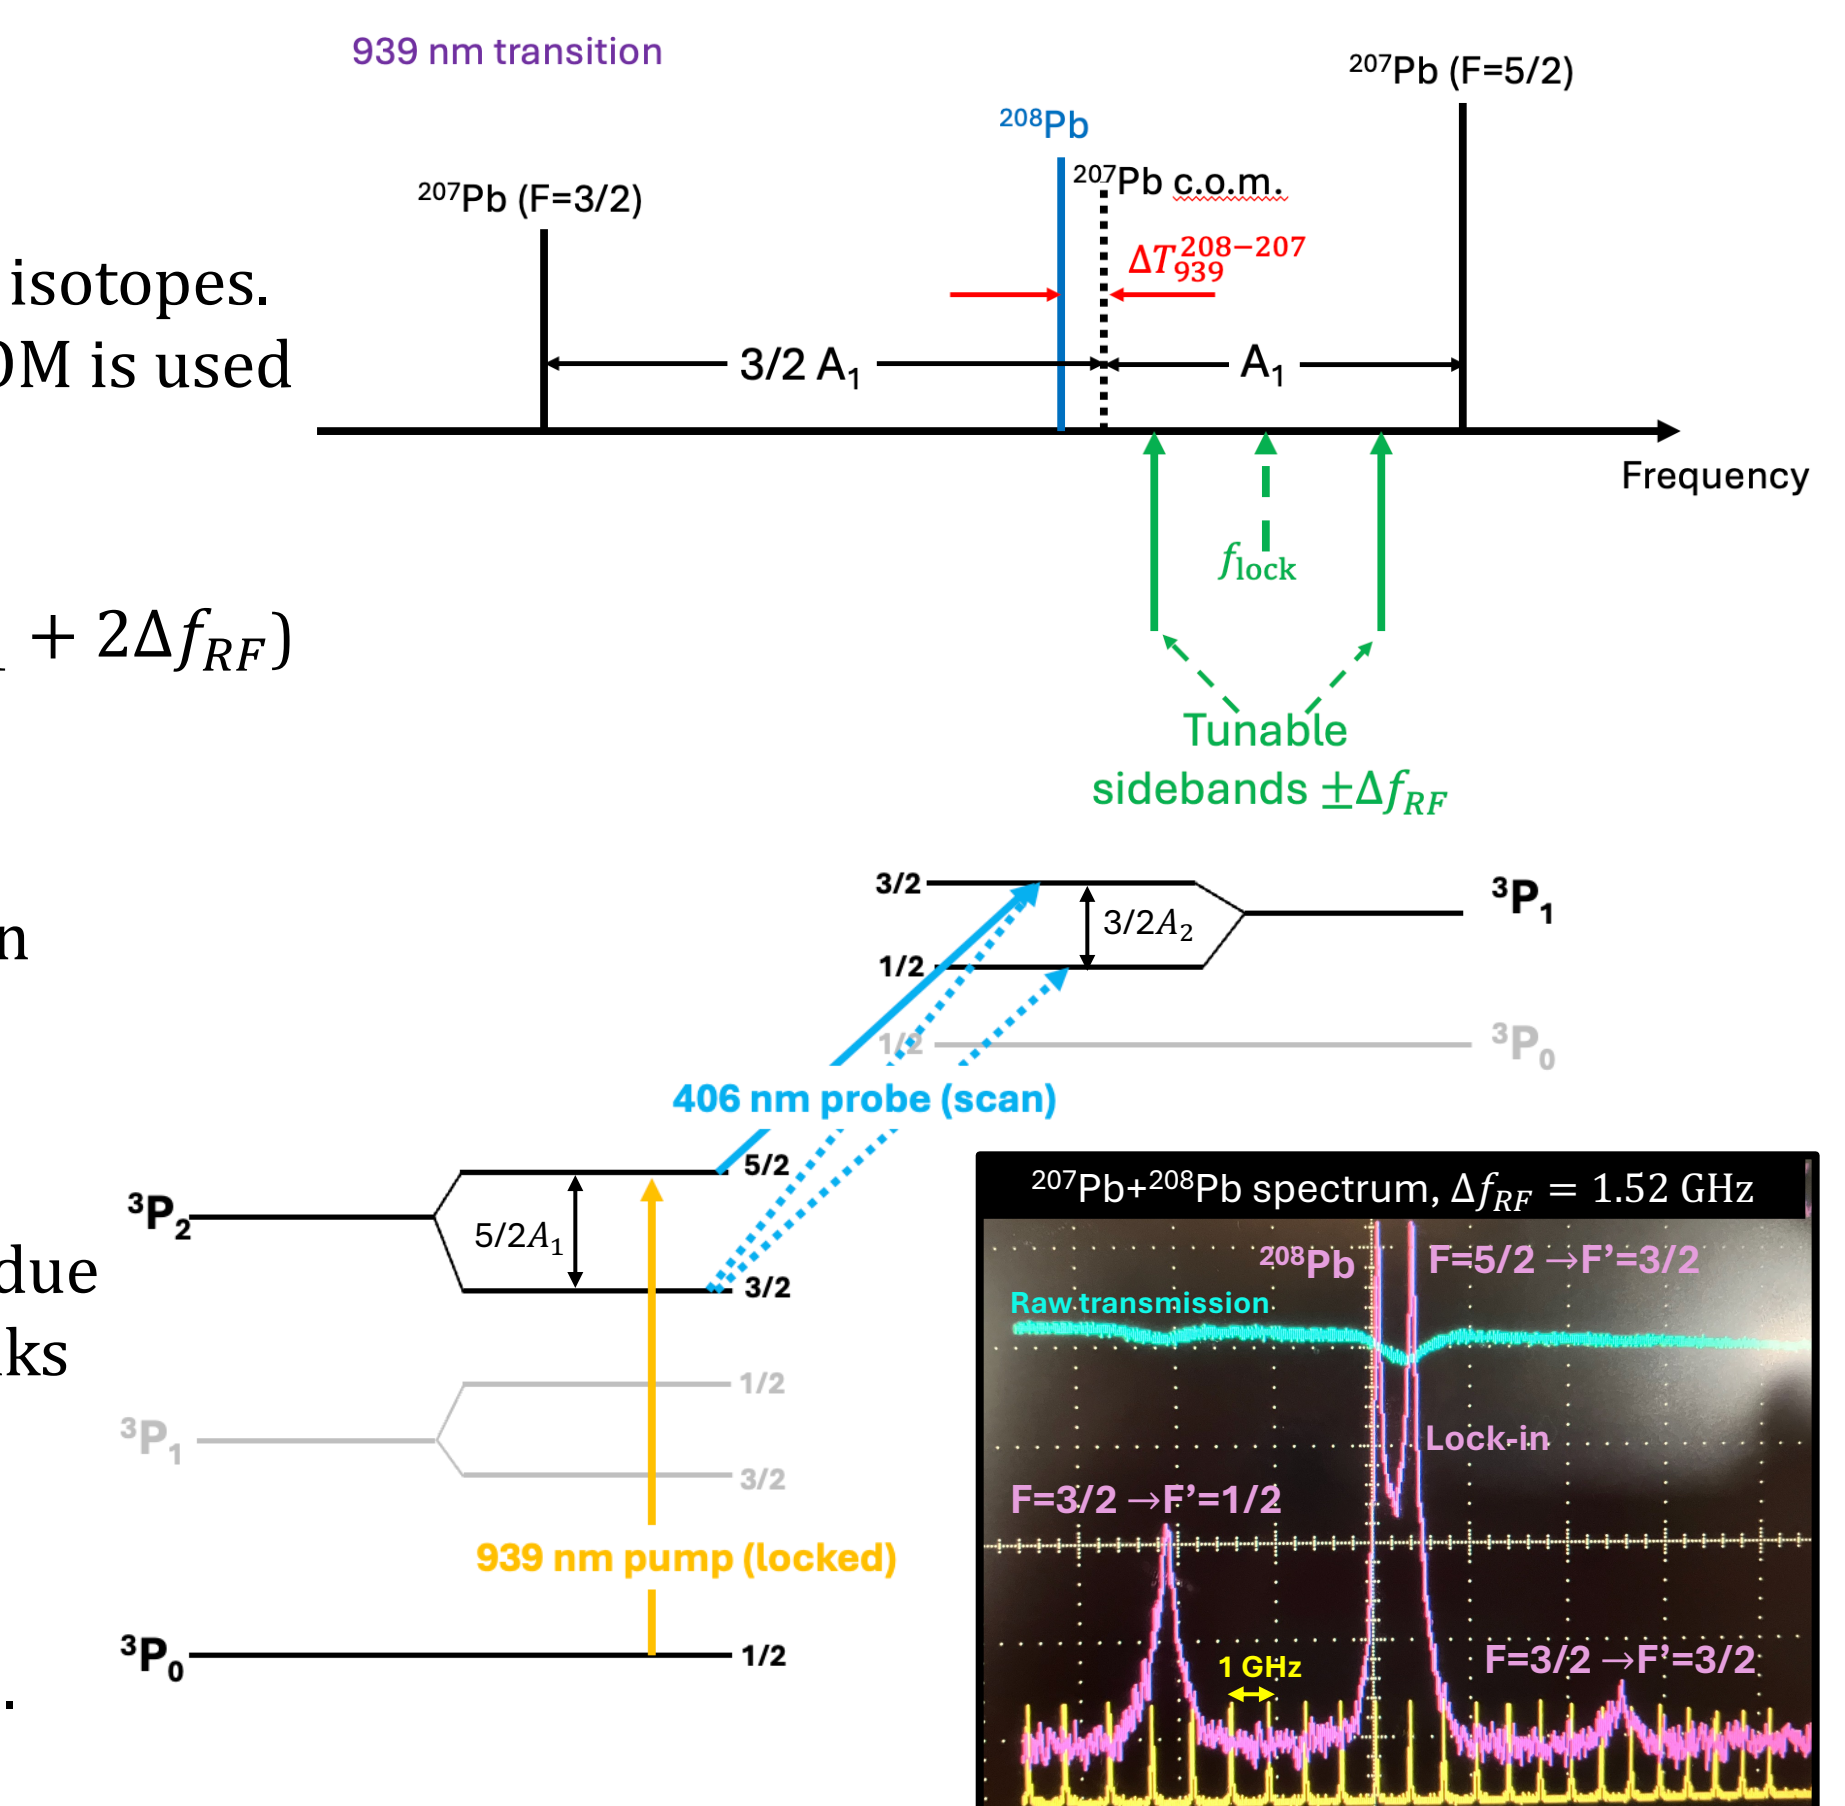 939 nm transition
²⁰⁷Pb (F=5/2)
²⁰⁸Pb
²⁰⁷Pb c.o.m.
²⁰⁷Pb (F=3/2)
ΔT₉₃₉²⁰⁸⁻²⁰⁷
isotopes.
3/2 A₁
A₁
OM is used
Frequency
f_lock
+ 2Δf_RF)
Tunable
sidebands ±Δf_RF
3/2
³P₁
3/2A₂
n
1/2
1/2
³P₀
406 nm probe (scan)
5/2
³P₂
5/2A₁
3/2
due
lks
1/2
³P₁
3/2
939 nm pump (locked)
³P₀
1/2
.
²⁰⁷Pb+²⁰⁸Pb spectrum, Δf_RF = 1.52 GHz
²⁰⁸Pb
F=5/2 →F'=3/2
Raw transmission
Lock-in
F=3/2 →F'=1/2
F=3/2 →F'=3/2
1 GHz